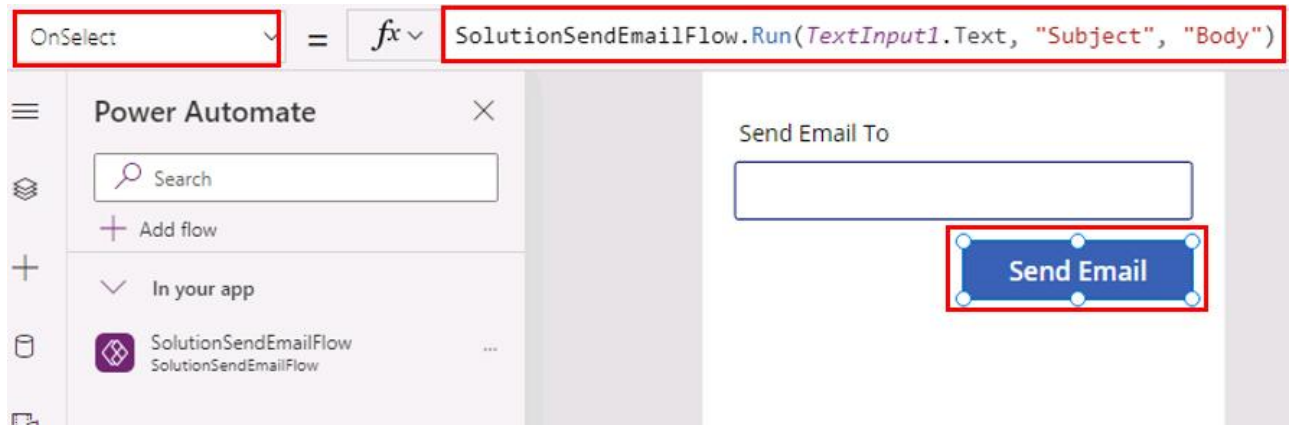 OnSelect = fx SolutionSendEmailFlow.Run(TextInput1.Text, "Subject", "Body")
Power Automate
Search
Add flow
In your app
SolutionSendEmailFlow
SolutionSendEmailFlow
Send Email To
Send Email